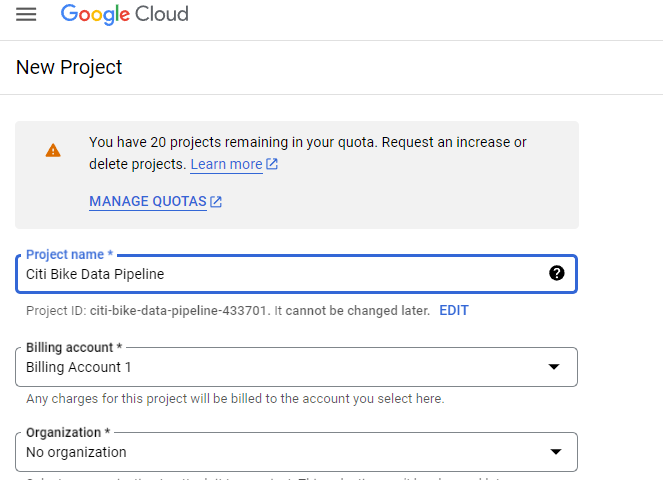 Google Cloud
New Project
You have 20 projects remaining in your quota. Request an increase or
delete projects. Learn more
MANAGE QUOTAS
Project name *
Citi Bike Data Pipeline
Project ID: citi-bike-data-pipeline-433701. It cannot be changed later. EDIT
Billing account *
Billing Account 1
Any charges for this project will be billed to the account you select here.
Organization *
No organization